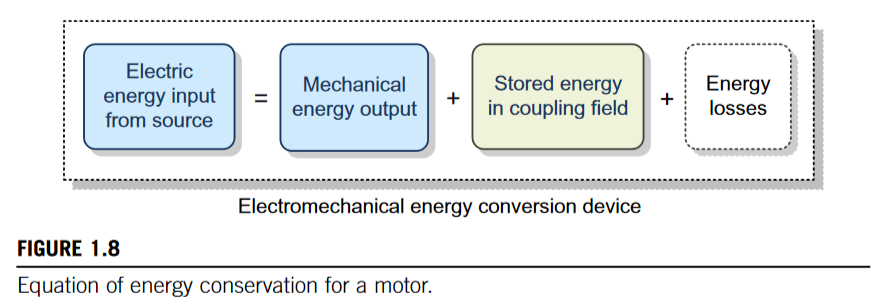 Electric
energy input
from source
=
Mechanical
energy output
+
Stored energy
in coupling field
+
Energy
losses
Electromechanical energy conversion device
FIGURE 1.8
Equation of energy conservation for a motor.